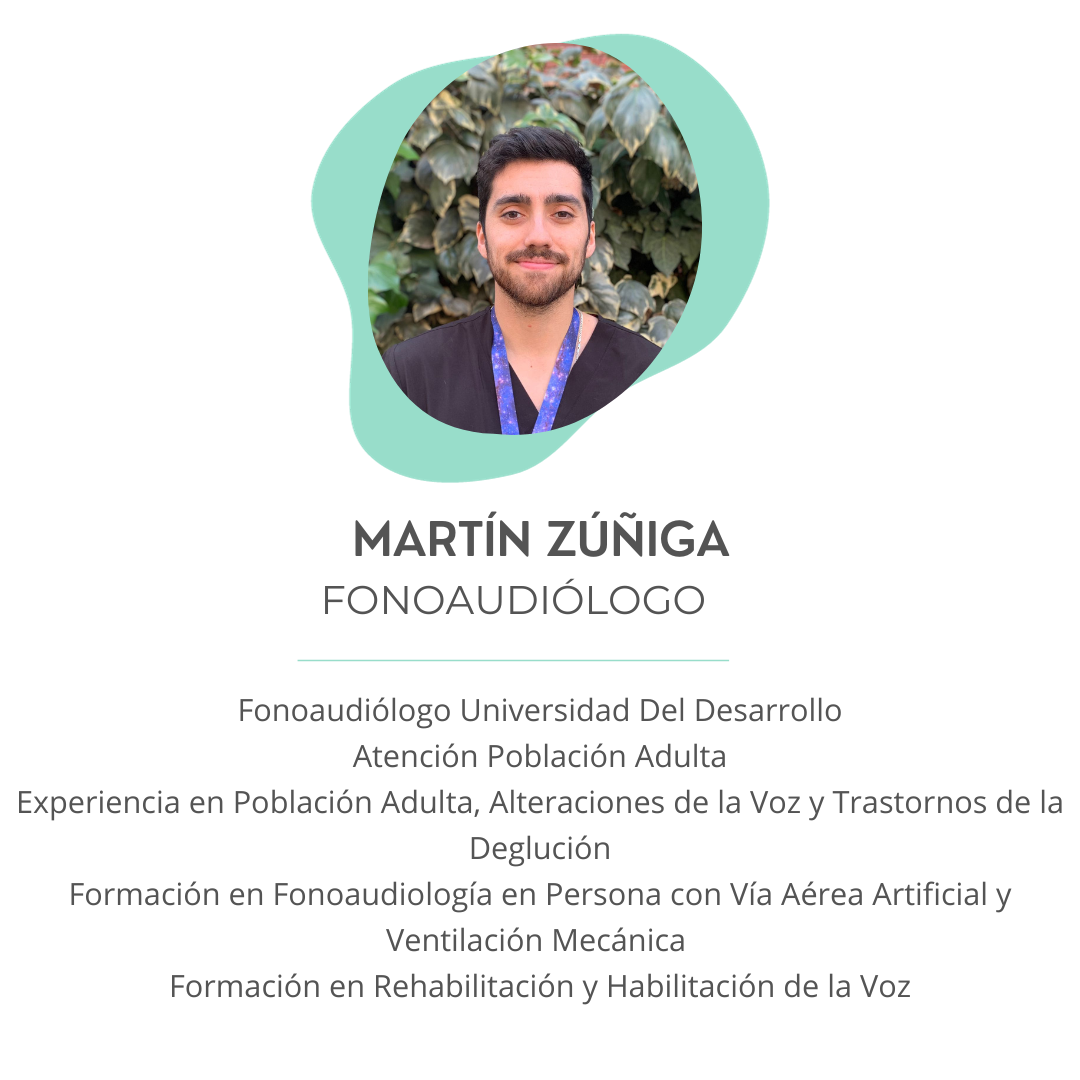 MARTÍN ZÚÑIGA
FONOAUDIÓLOGO
Fonoaudiólogo Universidad Del Desarrollo
Atención Población Adulta
Experiencia en Población Adulta, Alteraciones de la Voz y Trastornos de la
Deglución
Formación en Fonoaudiología en Persona con Vía Aérea Artificial y
Ventilación Mecánica
Formación en Rehabilitación y Habilitación de la Voz